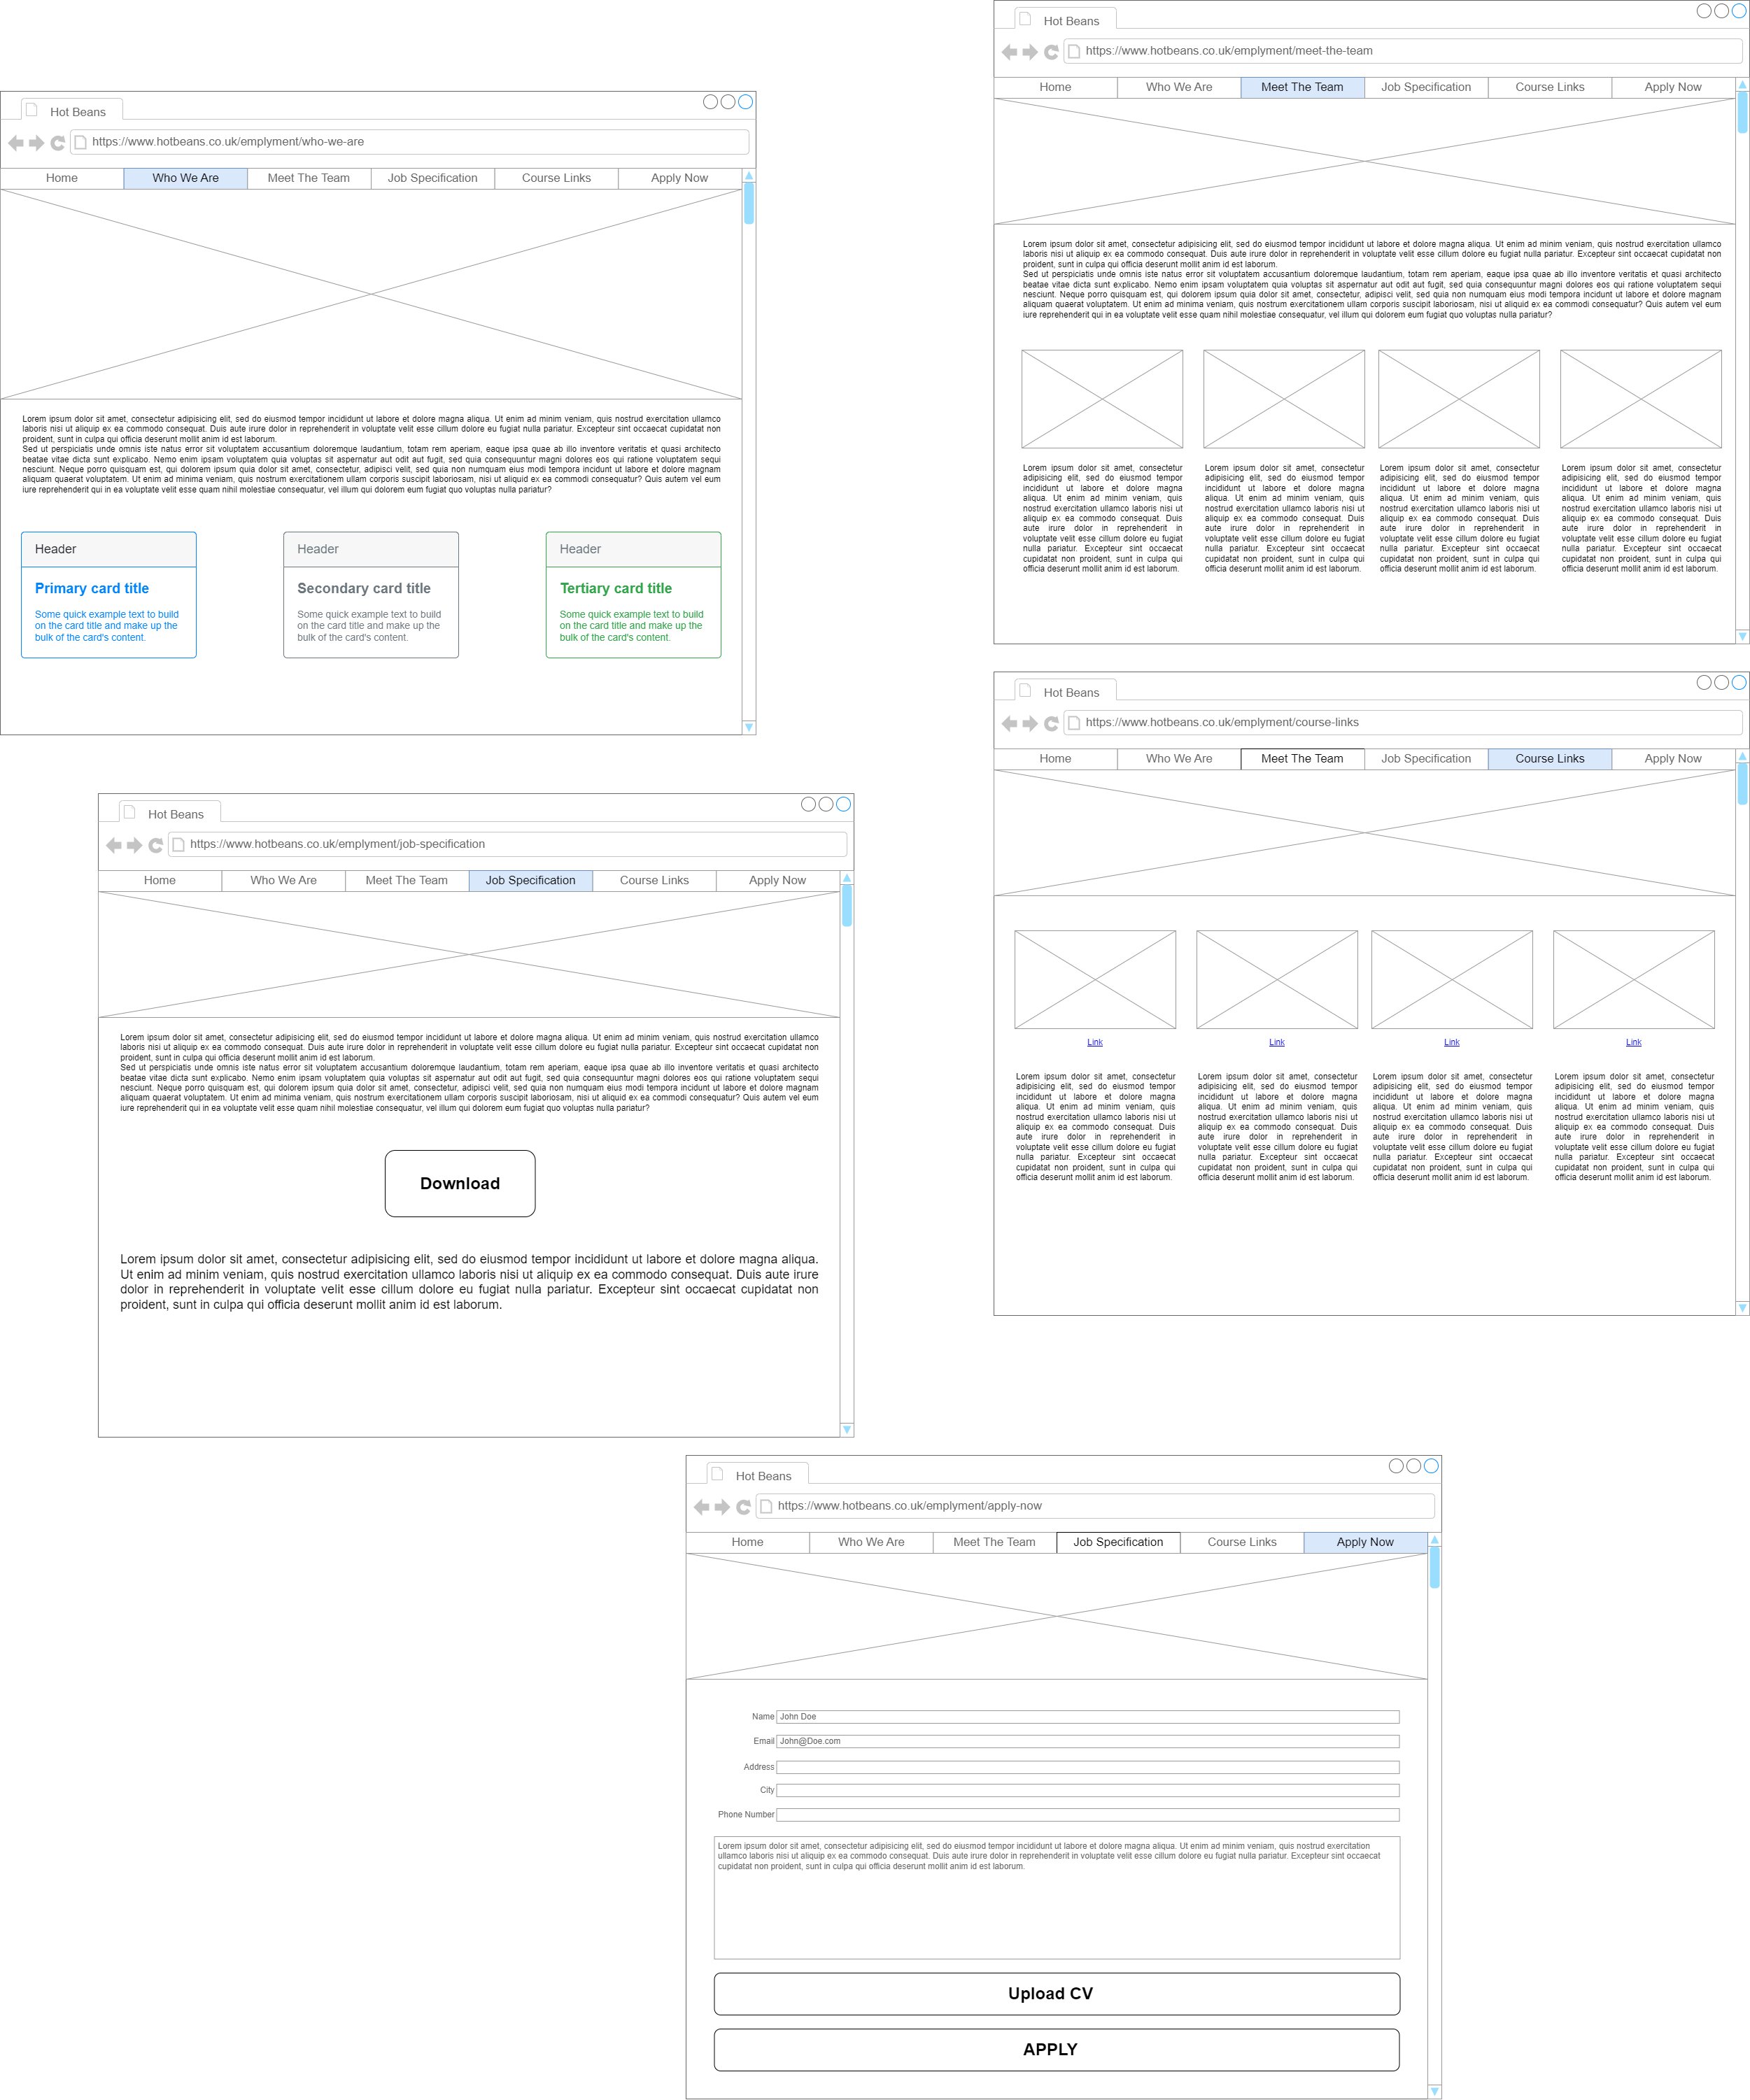 Hot Beans
https://www.hotbeans.co.uk/emplyment/who-we-are
Home Who We Are Meet The Team Job Specification Course Links Apply Now
Lorem ipsum dolor sit amet, consectetur adipisicing elit, sed do eiusmod tempor incididunt ut labore et dolore magna aliqua. Ut enim ad minim veniam, quis nostrud exercitation ullamco
laboris nisi ut aliquip ex ea commodo consequat. Duis aute irure dolor in reprehenderit in voluptate velit esse cillum dolore eu fugiat nulla pariatur. Excepteur sint occaecat cupidatat non
proident, sunt in culpa qui officia deserunt mollit anim id est laborum.
Sed ut perspiciatis unde omnis iste natus error sit voluptatem accusantium doloremque laudantium, totam rem aperiam, eaque ipsa quae ab illo inventore veritatis et quasi architecto
beatae vitae dicta sunt explicabo. Nemo enim ipsam voluptatem quia voluptas sit aspernatur aut odit aut fugit, sed quia consequuntur magni dolores eos qui ratione voluptatem sequi
nesciunt. Neque porro quisquam est, qui dolorem ipsum quia dolor sit amet, consectetur, adipisci velit, sed quia non numquam eius modi tempora incidunt ut labore et dolore magnam
aliquam quaerat voluptatem. Ut enim ad minima veniam, quis nostrum exercitationem ullam corporis suscipit laboriosam, nisi ut aliquid ex ea commodi consequatur? Quis autem vel eum
iure reprehenderit qui in ea voluptate velit esse quam nihil molestiae consequatur, vel illum qui dolorem eum fugiat quo voluptas nulla pariatur?
Header
Primary card title
Some quick example text to build
on the card title and make up the
bulk of the card's content.
Header
Secondary card title
Some quick example text to build
on the card title and make up the
bulk of the card's content.
Header
Tertiary card title
Some quick example text to build
on the card title and make up the
bulk of the card's content.
Hot Beans
https://www.hotbeans.co.uk/emplyment/meet-the-team
Home Who We Are Meet The Team Job Specification Course Links Apply Now
Lorem ipsum dolor sit amet, consectetur adipisicing elit, sed do eiusmod tempor incididunt ut labore et dolore magna aliqua. Ut enim ad minim veniam, quis nostrud exercitation ullamco
laboris nisi ut aliquip ex ea commodo consequat. Duis aute irure dolor in reprehenderit in voluptate velit esse cillum dolore eu fugiat nulla pariatur. Excepteur sint occaecat cupidatat non
proident, sunt in culpa qui officia deserunt mollit anim id est laborum.
Sed ut perspiciatis unde omnis iste natus error sit voluptatem accusantium doloremque laudantium, totam rem aperiam, eaque ipsa quae ab illo inventore veritatis et quasi architecto
beatae vitae dicta sunt explicabo. Nemo enim ipsam voluptatem quia voluptas sit aspernatur aut odit aut fugit, sed quia consequuntur magni dolores eos qui ratione voluptatem sequi
nesciunt. Neque porro quisquam est, qui dolorem ipsum quia dolor sit amet, consectetur, adipisci velit, sed quia non numquam eius modi tempora incidunt ut labore et dolore magnam
aliquam quaerat voluptatem. Ut enim ad minima veniam, quis nostrum exercitationem ullam corporis suscipit laboriosam, nisi ut aliquid ex ea commodi consequatur? Quis autem vel eum
iure reprehenderit qui in ea voluptate velit esse quam nihil molestiae consequatur, vel illum qui dolorem eum fugiat quo voluptas nulla pariatur?
Lorem ipsum dolor sit amet, consectetur
adipisicing elit, sed do eiusmod tempor
incididunt ut labore et dolore magna
aliqua. Ut enim ad minim veniam, quis
nostrud exercitation ullamco laboris nisi ut
aliquip ex ea commodo consequat. Duis
aute irure dolor in reprehenderit in
voluptate velit esse cillum dolore eu fugiat
nulla pariatur. Excepteur sint occaecat
cupidatat non proident, sunt in culpa qui
officia deserunt mollit anim id est laborum.
Lorem ipsum dolor sit amet, consectetur
adipisicing elit, sed do eiusmod tempor
incididunt ut labore et dolore magna
aliqua. Ut enim ad minim veniam, quis
nostrud exercitation ullamco laboris nisi ut
aliquip ex ea commodo consequat. Duis
aute irure dolor in reprehenderit in
voluptate velit esse cillum dolore eu fugiat
nulla pariatur. Excepteur sint occaecat
cupidatat non proident, sunt in culpa qui
officia deserunt mollit anim id est laborum.
Lorem ipsum dolor sit amet, consectetur
adipisicing elit, sed do eiusmod tempor
incididunt ut labore et dolore magna
aliqua. Ut enim ad minim veniam, quis
nostrud exercitation ullamco laboris nisi ut
aliquip ex ea commodo consequat. Duis
aute irure dolor in reprehenderit in
voluptate velit esse cillum dolore eu fugiat
nulla pariatur. Excepteur sint occaecat
cupidatat non proident, sunt in culpa qui
officia deserunt mollit anim id est laborum.
Lorem ipsum dolor sit amet, consectetur
adipisicing elit, sed do eiusmod tempor
incididunt ut labore et dolore magna
aliqua. Ut enim ad minim veniam, quis
nostrud exercitation ullamco laboris nisi ut
aliquip ex ea commodo consequat. Duis
aute irure dolor in reprehenderit in
voluptate velit esse cillum dolore eu fugiat
nulla pariatur. Excepteur sint occaecat
cupidatat non proident, sunt in culpa qui
officia deserunt mollit anim id est laborum.
Hot Beans
https://www.hotbeans.co.uk/emplyment/job-specification
Home Who We Are Meet The Team Job Specification Course Links Apply Now
Lorem ipsum dolor sit amet, consectetur adipisicing elit, sed do eiusmod tempor incididunt ut labore et dolore magna aliqua. Ut enim ad minim veniam, quis nostrud exercitation ullamco
laboris nisi ut aliquip ex ea commodo consequat. Duis aute irure dolor in reprehenderit in voluptate velit esse cillum dolore eu fugiat nulla pariatur. Excepteur sint occaecat cupidatat non
proident, sunt in culpa qui officia deserunt mollit anim id est laborum.
Sed ut perspiciatis unde omnis iste natus error sit voluptatem accusantium doloremque laudantium, totam rem aperiam, eaque ipsa quae ab illo inventore veritatis et quasi architecto
beatae vitae dicta sunt explicabo. Nemo enim ipsam voluptatem quia voluptas sit aspernatur aut odit aut fugit, sed quia consequuntur magni dolores eos qui ratione voluptatem sequi
nesciunt. Neque porro quisquam est, qui dolorem ipsum quia dolor sit amet, consectetur, adipisci velit, sed quia non numquam eius modi tempora incidunt ut labore et dolore magnam
aliquam quaerat voluptatem. Ut enim ad minima veniam, quis nostrum exercitationem ullam corporis suscipit laboriosam, nisi ut aliquid ex ea commodi consequatur? Quis autem vel eum
iure reprehenderit qui in ea voluptate velit esse quam nihil molestiae consequatur, vel illum qui dolorem eum fugiat quo voluptas nulla pariatur?
Download
Lorem ipsum dolor sit amet, consectetur adipisicing elit, sed do eiusmod tempor incididunt ut labore et dolore magna aliqua.
Ut enim ad minim veniam, quis nostrud exercitation ullamco laboris nisi ut aliquip ex ea commodo consequat. Duis aute irure
dolor in reprehenderit in voluptate velit esse cillum dolore eu fugiat nulla pariatur. Excepteur sint occaecat cupidatat non
proident, sunt in culpa qui officia deserunt mollit anim id est laborum.
Hot Beans
https://www.hotbeans.co.uk/emplyment/course-links
Home Who We Are Meet The Team Job Specification Course Links Apply Now
Link Link Link Link
Lorem ipsum dolor sit amet, consectetur
adipisicing elit, sed do eiusmod tempor
incididunt ut labore et dolore magna
aliqua. Ut enim ad minim veniam, quis
nostrud exercitation ullamco laboris nisi ut
aliquip ex ea commodo consequat. Duis
aute irure dolor in reprehenderit in
voluptate velit esse cillum dolore eu fugiat
nulla pariatur. Excepteur sint occaecat
cupidatat non proident, sunt in culpa qui
officia deserunt mollit anim id est laborum.
Lorem ipsum dolor sit amet, consectetur
adipisicing elit, sed do eiusmod tempor
incididunt ut labore et dolore magna
aliqua. Ut enim ad minim veniam, quis
nostrud exercitation ullamco laboris nisi ut
aliquip ex ea commodo consequat. Duis
aute irure dolor in reprehenderit in
voluptate velit esse cillum dolore eu fugiat
nulla pariatur. Excepteur sint occaecat
cupidatat non proident, sunt in culpa qui
officia deserunt mollit anim id est laborum.
Lorem ipsum dolor sit amet, consectetur
adipisicing elit, sed do eiusmod tempor
incididunt ut labore et dolore magna
aliqua. Ut enim ad minim veniam, quis
nostrud exercitation ullamco laboris nisi ut
aliquip ex ea commodo consequat. Duis
aute irure dolor in reprehenderit in
voluptate velit esse cillum dolore eu fugiat
nulla pariatur. Excepteur sint occaecat
cupidatat non proident, sunt in culpa qui
officia deserunt mollit anim id est laborum.
Lorem ipsum dolor sit amet, consectetur
adipisicing elit, sed do eiusmod tempor
incididunt ut labore et dolore magna
aliqua. Ut enim ad minim veniam, quis
nostrud exercitation ullamco laboris nisi ut
aliquip ex ea commodo consequat. Duis
aute irure dolor in reprehenderit in
voluptate velit esse cillum dolore eu fugiat
nulla pariatur. Excepteur sint occaecat
cupidatat non proident, sunt in culpa qui
officia deserunt mollit anim id est laborum.
Hot Beans
https://www.hotbeans.co.uk/emplyment/apply-now
Home Who We Are Meet The Team Job Specification Course Links Apply Now
Name John Doe
Email John@Doe.com
Address
City
Phone Number
Lorem ipsum dolor sit amet, consectetur adipisicing elit, sed do eiusmod tempor incididunt ut labore et dolore magna aliqua. Ut enim ad minim veniam, quis nostrud exercitation
ullamco laboris nisi ut aliquip ex ea commodo consequat. Duis aute irure dolor in reprehenderit in voluptate velit esse cillum dolore eu fugiat nulla pariatur. Excepteur sint occaecat
cupidatat non proident, sunt in culpa qui officia deserunt mollit anim id est laborum.
Upload CV
APPLY